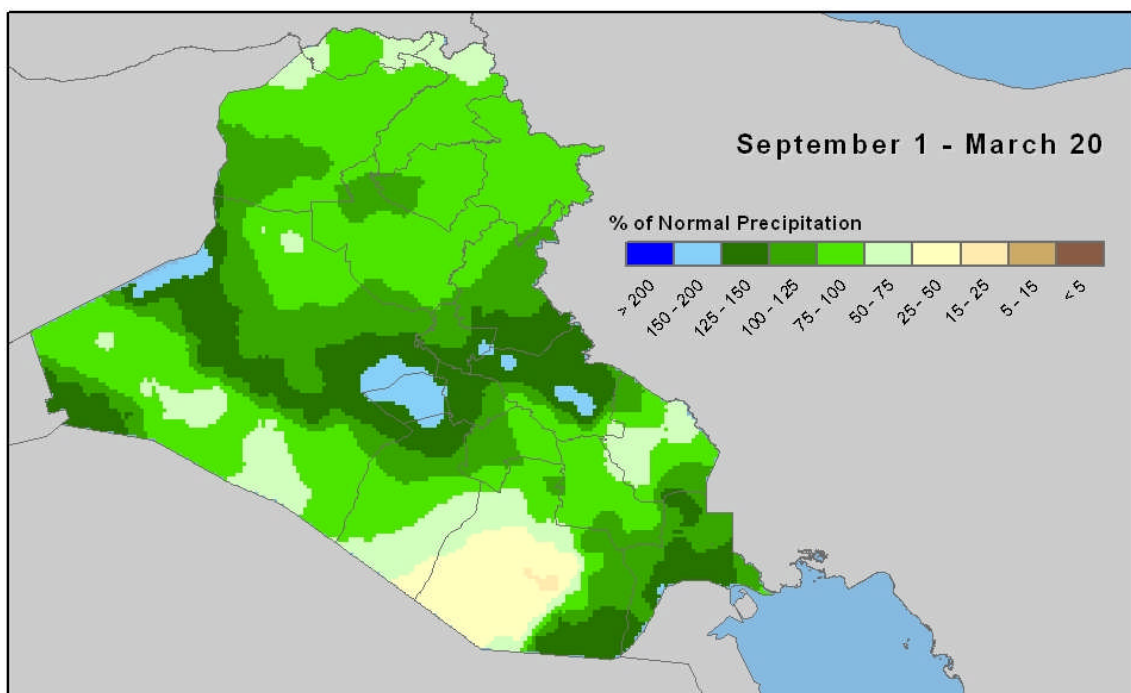 September 1 - March 20
% of Normal Precipitation
> 200
150 - 200
125 - 150
100 - 125
75 - 100
50 - 75
25 - 50
15 - 25
5 - 15
< 5